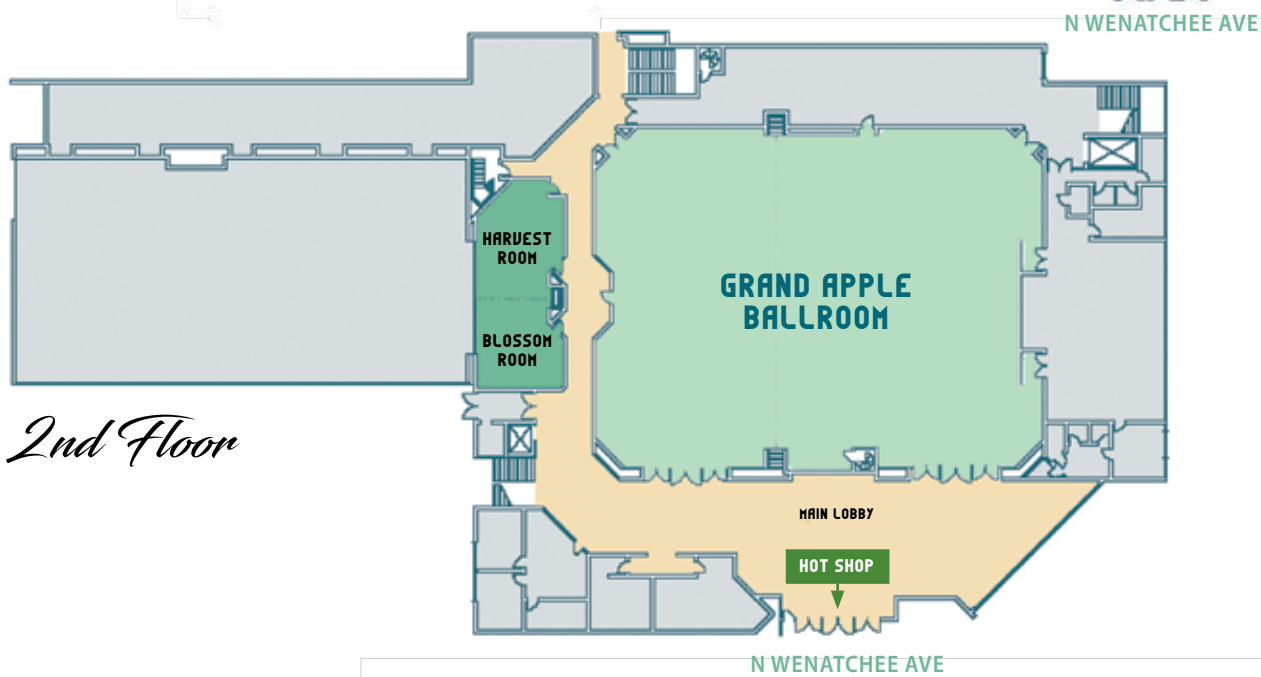 N WENATCHEE AVE
HARVEST
ROOM
GRAND APPLE
BALLROOM
BLOSSOM
ROOM
2nd Floor
MAIN LOBBY
HOT SHOP
N WENATCHEE AVE